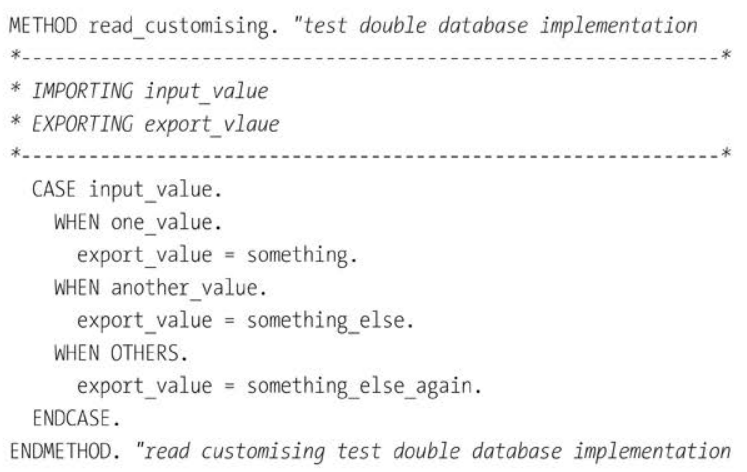 METHOD read_customising. "test double database implementation
*--------------------------------------------------------------*
* IMPORTING input_value
* EXPORTING export_vlaue
*--------------------------------------------------------------*
CASE input_value.
WHEN one_value.
export_value = something.
WHEN another_value.
export_value = something_else.
WHEN OTHERS.
export_value = something_else_again.
ENDCASE.
ENDMETHOD. "read customising test double database implementation